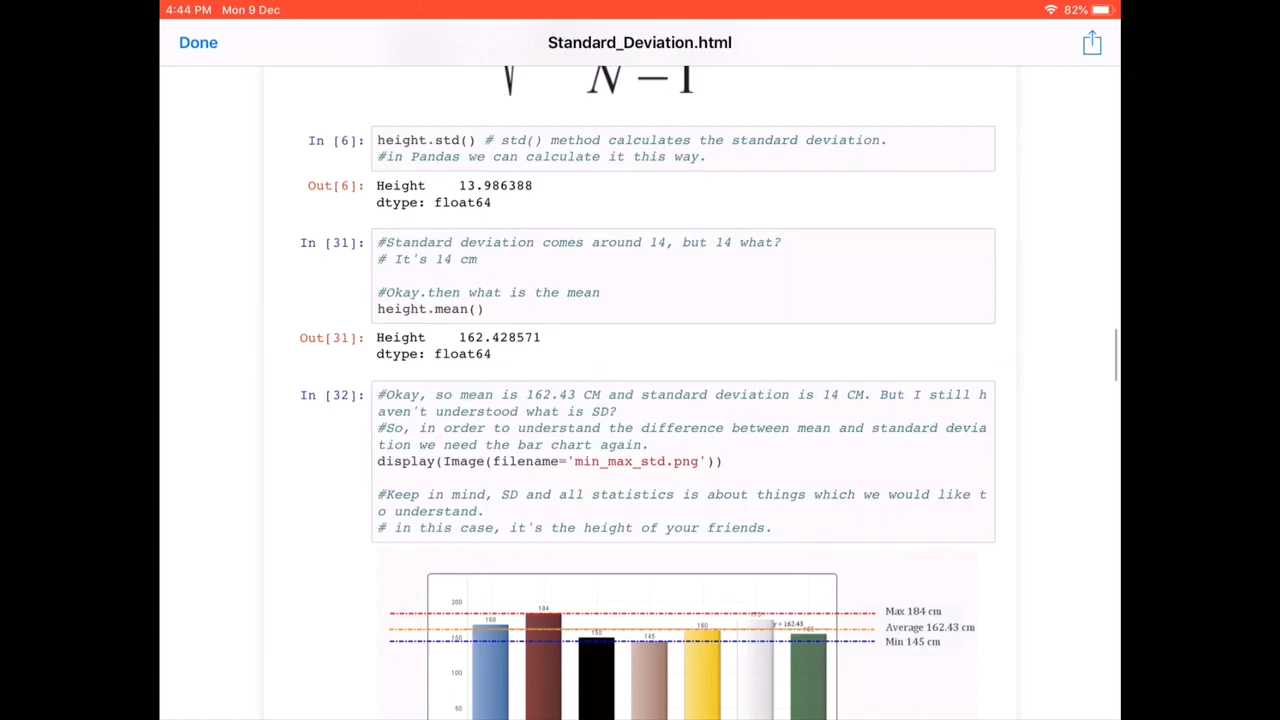 4:44 PM Mon 9 Dec 82%
Done Standard_Deviation.html
N − 1
In [6]: height.std() # std() method calculates the standard deviation.
#in Pandas we can calculate it this way.
Out[6]: Height 13.986388
dtype: float64
In [31]: #Standard deviation comes around 14, but 14 what?
# It's 14 cm
#Okay.then what is the mean
height.mean()
Out[31]: Height 162.428571
dtype: float64
In [32]: #Okay, so mean is 162.43 CM and standard deviation is 14 CM. But I still h
aven't understood what is SD?
#So, in order to understand the difference between mean and standard devia
tion we need the bar chart again.
display(Image(filename='min_max_std.png'))
#Keep in mind, SD and all statistics is about things which we would like t
o understand.
# in this case, it's the height of your friends.
200
184
Max 184 cm
168
160
y = 162.43
Average 162.43 cm
150
150
145
Min 145 cm
100
50